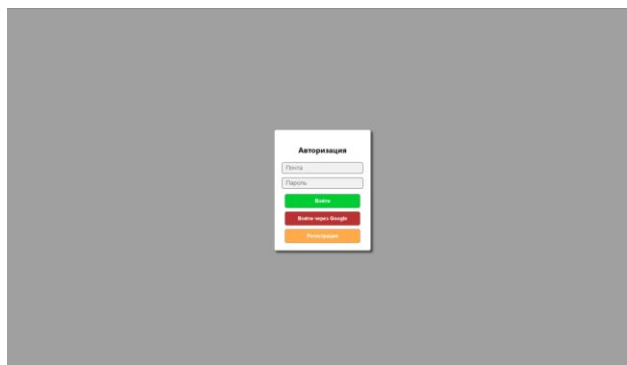 Авторизация
Почта
Пароль
Войти
Войти через Google
Регистрация